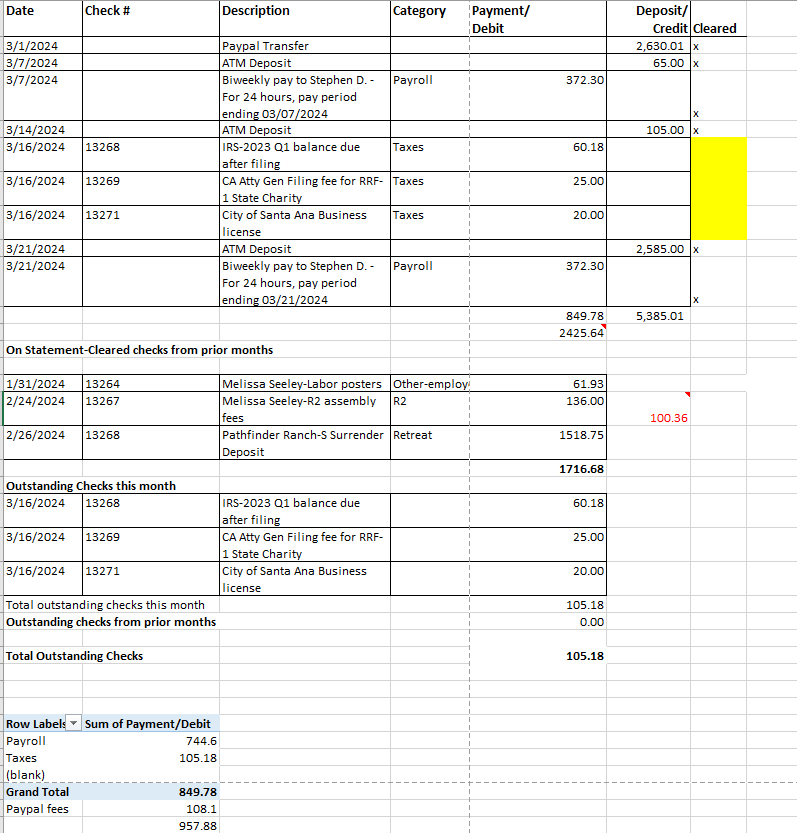 Date Check # Description Category Payment/ Deposit/
Debit Credit Cleared
3/1/2024 Paypal Transfer 2,630.01 x
3/7/2024 ATM Deposit 65.00 x
3/7/2024 Biweekly pay to Stephen D. - Payroll 372.30
For 24 hours, pay period
ending 03/07/2024 x
3/14/2024 ATM Deposit 105.00 x
3/16/2024 13268 IRS-2023 Q1 balance due Taxes 60.18
after filing
3/16/2024 13269 CA Atty Gen Filing fee for RRF- Taxes 25.00
1 State Charity
3/16/2024 13271 City of Santa Ana Business Taxes 20.00
license
3/21/2024 ATM Deposit 2,585.00 x
3/21/2024 Biweekly pay to Stephen D. - Payroll 372.30
For 24 hours, pay period
ending 03/21/2024 x
849.78 5,385.01
2425.64
On Statement-Cleared checks from prior months
1/31/2024 13264 Melissa Seeley-Labor posters Other-employ 61.93
2/24/2024 13267 Melissa Seeley-R2 assembly R2 136.00
fees 100.36
2/26/2024 13268 Pathfinder Ranch-S Surrender Retreat 1518.75
Deposit
1716.68
Outstanding Checks this month
3/16/2024 13268 IRS-2023 Q1 balance due 60.18
after filing
3/16/2024 13269 CA Atty Gen Filing fee for RRF- 25.00
1 State Charity
3/16/2024 13271 City of Santa Ana Business 20.00
license
Total outstanding checks this month 105.18
Outstanding checks from prior months 0.00
Total Outstanding Checks 105.18
Row Labels Sum of Payment/Debit
Payroll 744.6
Taxes 105.18
(blank)
Grand Total 849.78
Paypal fees 108.1
957.88